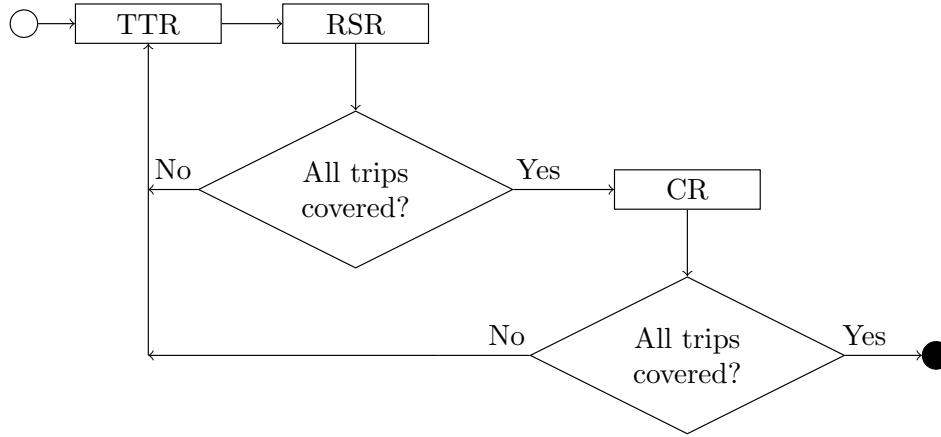 TTR
RSR
No
All trips
covered?
Yes
CR
No
All trips
covered?
Yes